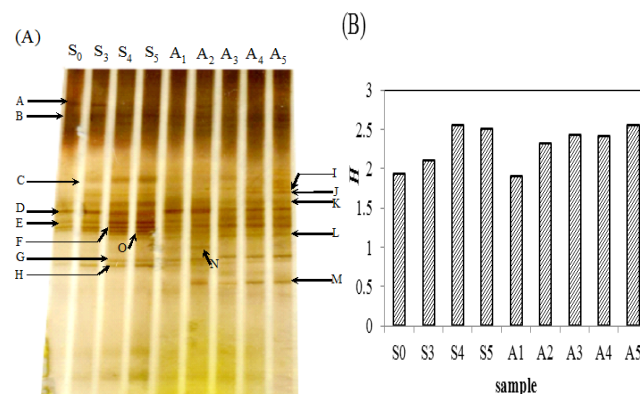 (A)
S0 S3 S4 S5 A1 A2 A3 A4 A5
A
B
C
D
E
F
G
H
O
N
I
J
K
L
M
(B)
3
2.5
2
1.5
1
0.5
0
H
S0 S3 S4 S5 A1 A2 A3 A4 A5
sample